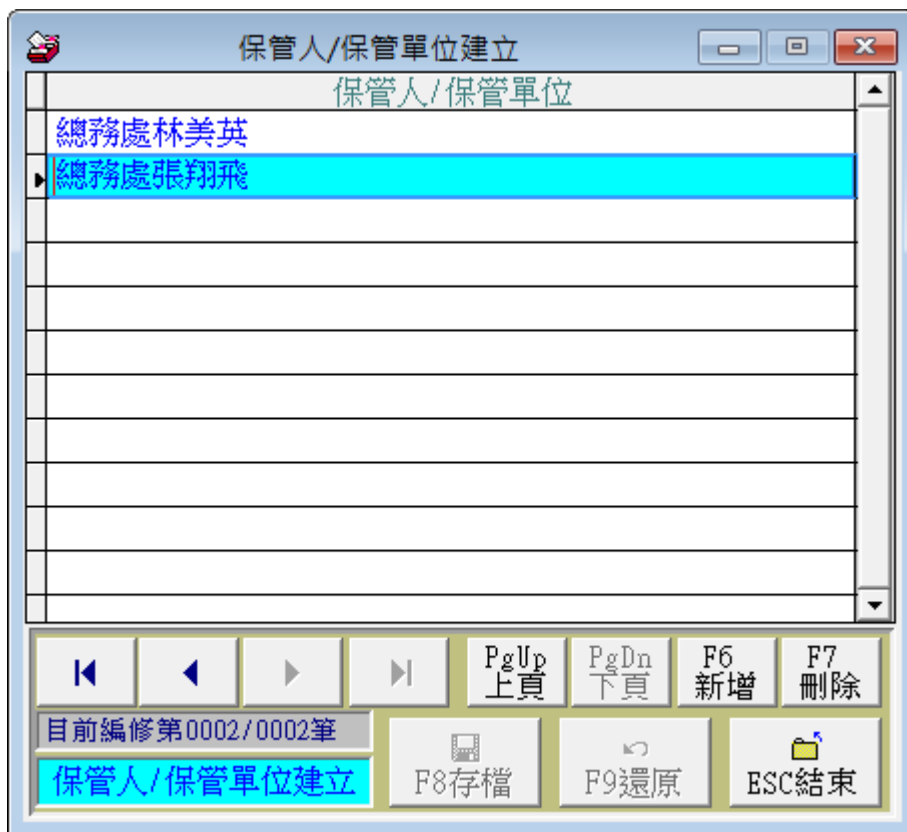 保管人/保管單位建立
保管人/保管單位
總務處林美英
總務處張翔飛
PgUp
上頁
PgDn
下頁
F6
新增
F7
刪除
目前編修第0002/0002筆
保管人/保管單位建立
F8存檔
F9還原
ESC結束